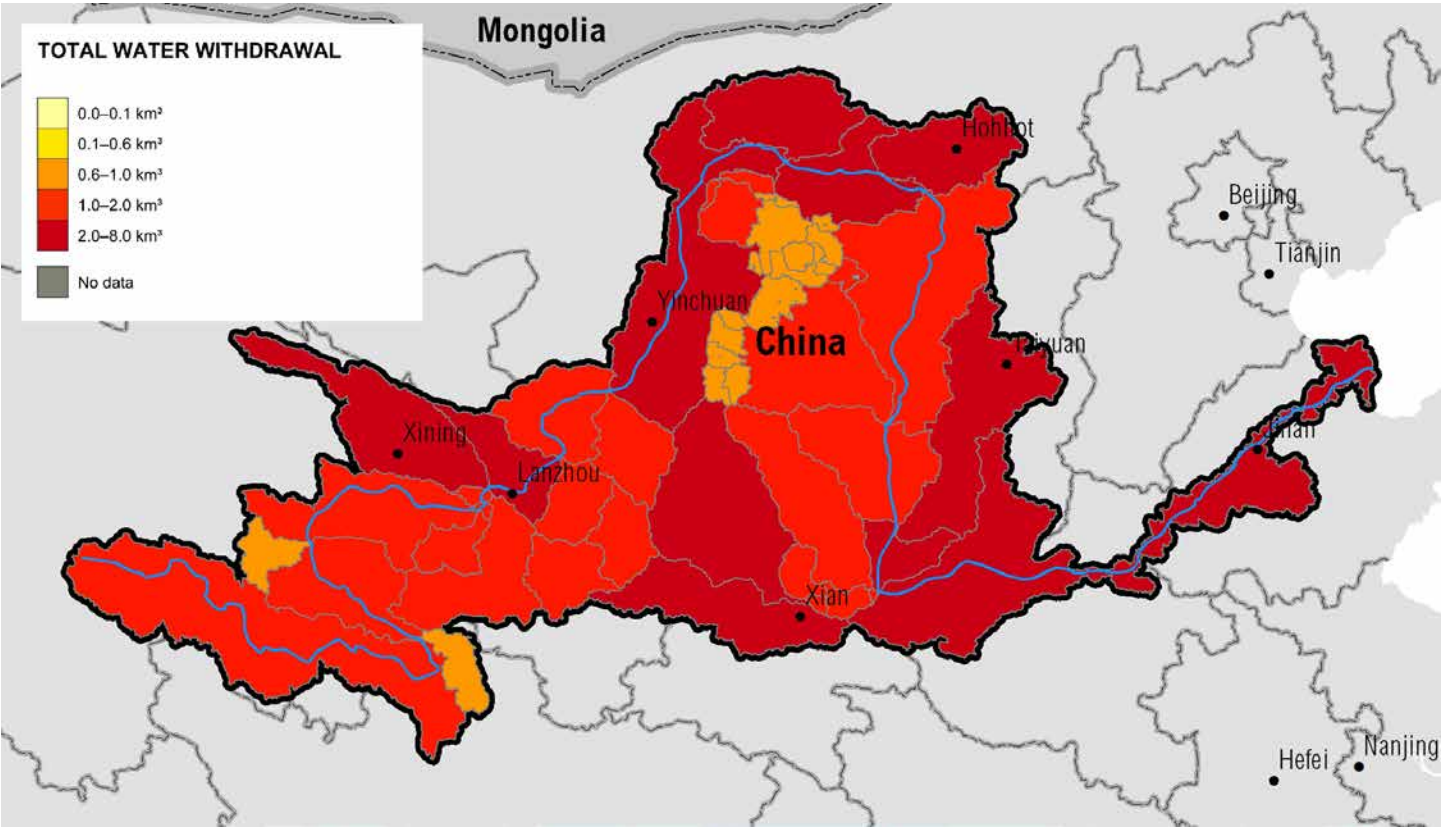 TOTAL WATER WITHDRAWAL
0.0–0.1 km³
0.1–0.6 km³
0.6–1.0 km³
1.0–2.0 km³
2.0–8.0 km³
No data
Mongolia
Hohhot
Beijing
Tianjin
Yinchuan
China
Taiyuan
Xining
Jinan
Lanzhou
Xian
Hefei
Nanjing